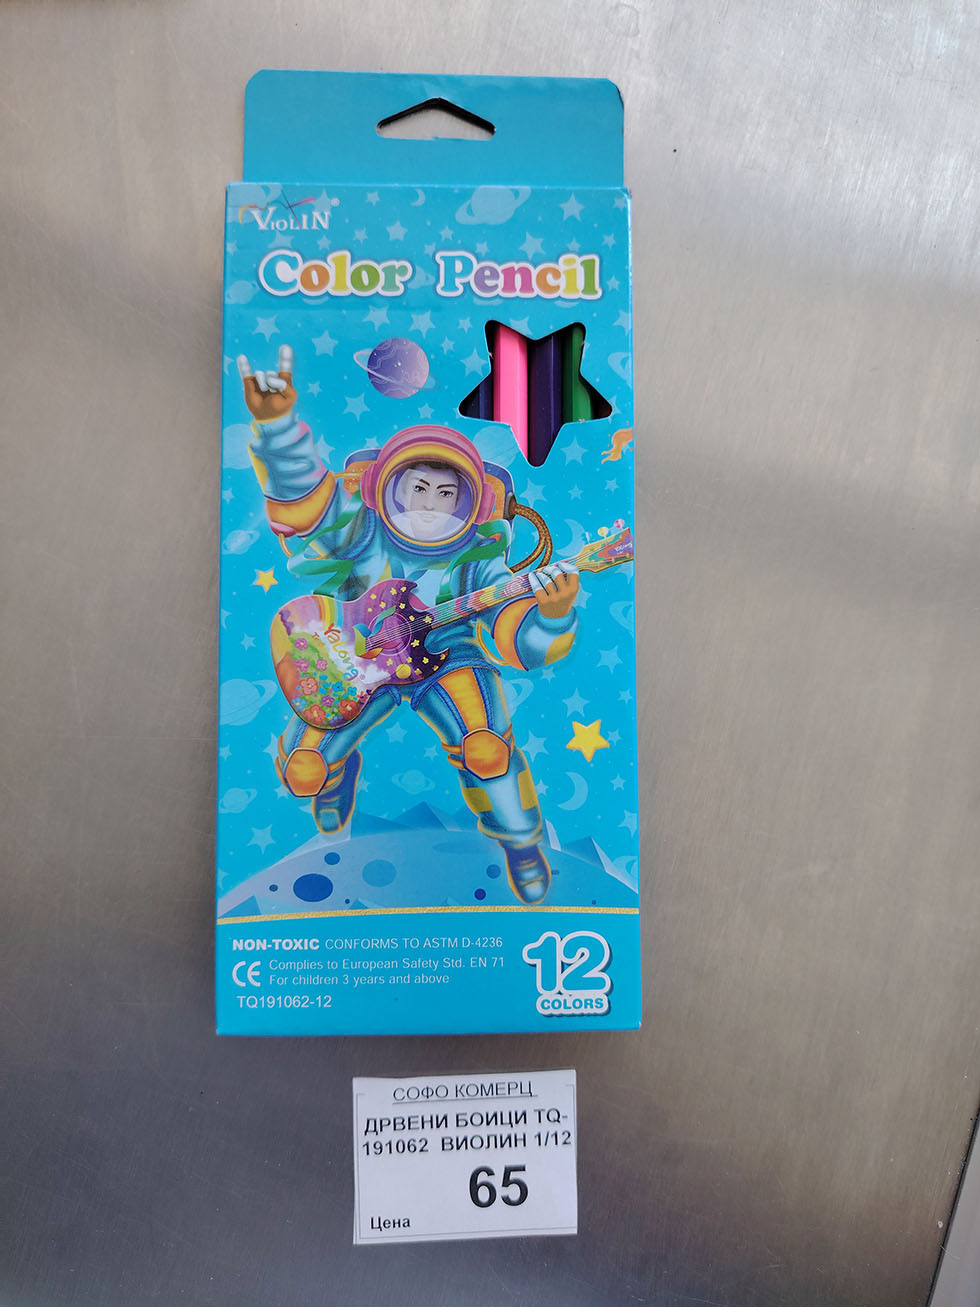 VIOLIN®
Color Pencil
Yalong
Yalong
NON-TOXIC CONFORMS TO ASTM D-4236
CE Complies to European Safety Std. EN 71
For children 3 years and above
TQ191062-12
12
COLORS
СОФО КОМЕРЦ
ДРВЕНИ БОИЦИ TQ-
191062 ВИОЛИН 1/12
65
Цена